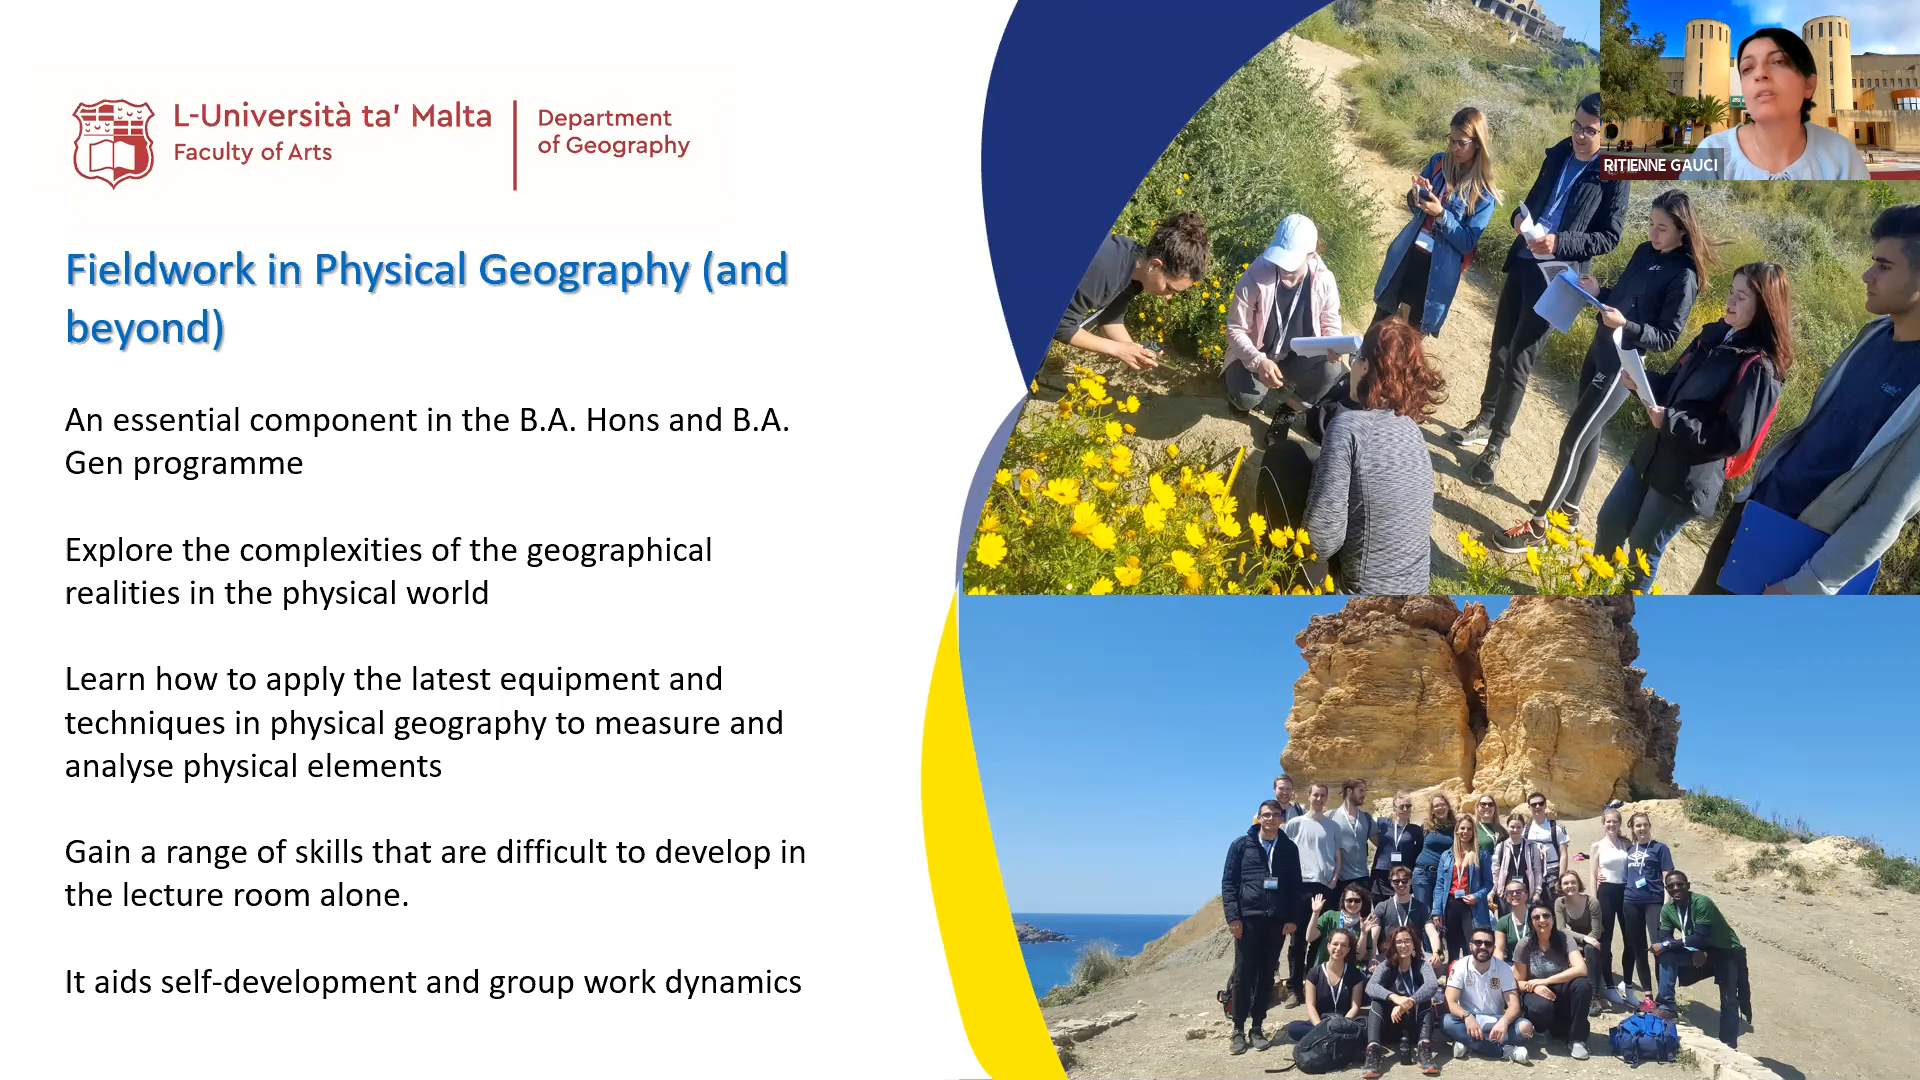 L-Università ta' Malta
Faculty of Arts
Department
of Geography
RITIENNE GAUCI
Fieldwork in Physical Geography (and
beyond)
An essential component in the B.A. Hons and B.A.
Gen programme
Explore the complexities of the geographical
realities in the physical world
Learn how to apply the latest equipment and
techniques in physical geography to measure and
analyse physical elements
Gain a range of skills that are difficult to develop in
the lecture room alone.
It aids self-development and group work dynamics